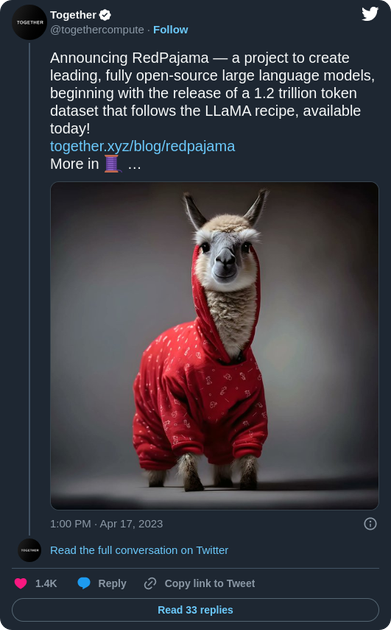 TOGETHER
Together
@togethercompute · Follow
Announcing RedPajama — a project to create
leading, fully open-source large language models,
beginning with the release of a 1.2 trillion token
dataset that follows the LLaMA recipe, available
today!
together.xyz/blog/redpajama
More in 🧵 …
1:00 PM · Apr 17, 2023
TOGETHER
Read the full conversation on Twitter
1.4K Reply Copy link to Tweet
Read 33 replies